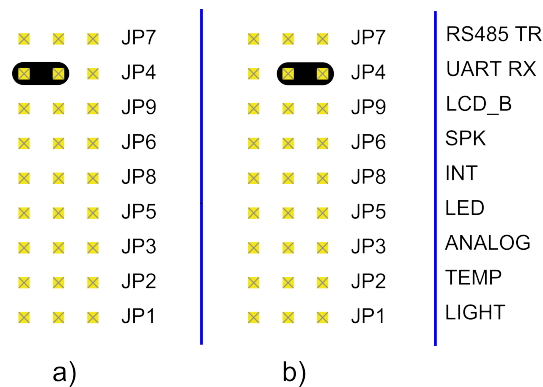 JP7 JP7 RS485 TR
JP4 JP4 UART RX
JP9 JP9 LCD_B
JP6 JP6 SPK
JP8 JP8 INT
JP5 JP5 LED
JP3 JP3 ANALOG
JP2 JP2 TEMP
JP1 JP1 LIGHT
a) b)